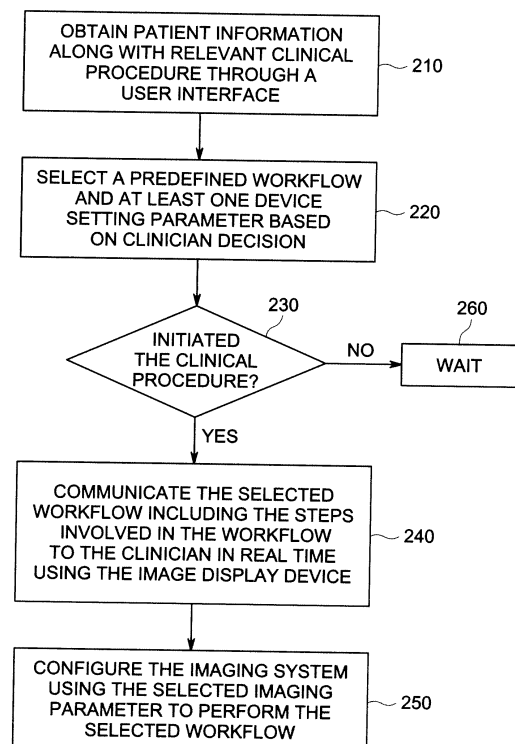 OBTAIN PATIENT INFORMATION
ALONG WITH RELEVANT CLINICAL
PROCEDURE THROUGH A
USER INTERFACE
210
SELECT A PREDEFINED WORKFLOW
AND AT LEAST ONE DEVICE
SETTING PARAMETER BASED
ON CLINICIAN DECISION
220
230
INITIATED
THE CLINICAL
PROCEDURE?
NO
260
WAIT
YES
COMMUNICATE THE SELECTED
WORKFLOW INCLUDING THE STEPS
INVOLVED IN THE WORKFLOW
TO THE CLINICIAN IN REAL TIME
USING THE IMAGE DISPLAY DEVICE
240
CONFIGURE THE IMAGING SYSTEM
USING THE SELECTED IMAGING
PARAMETER TO PERFORM THE
SELECTED WORKFLOW
250